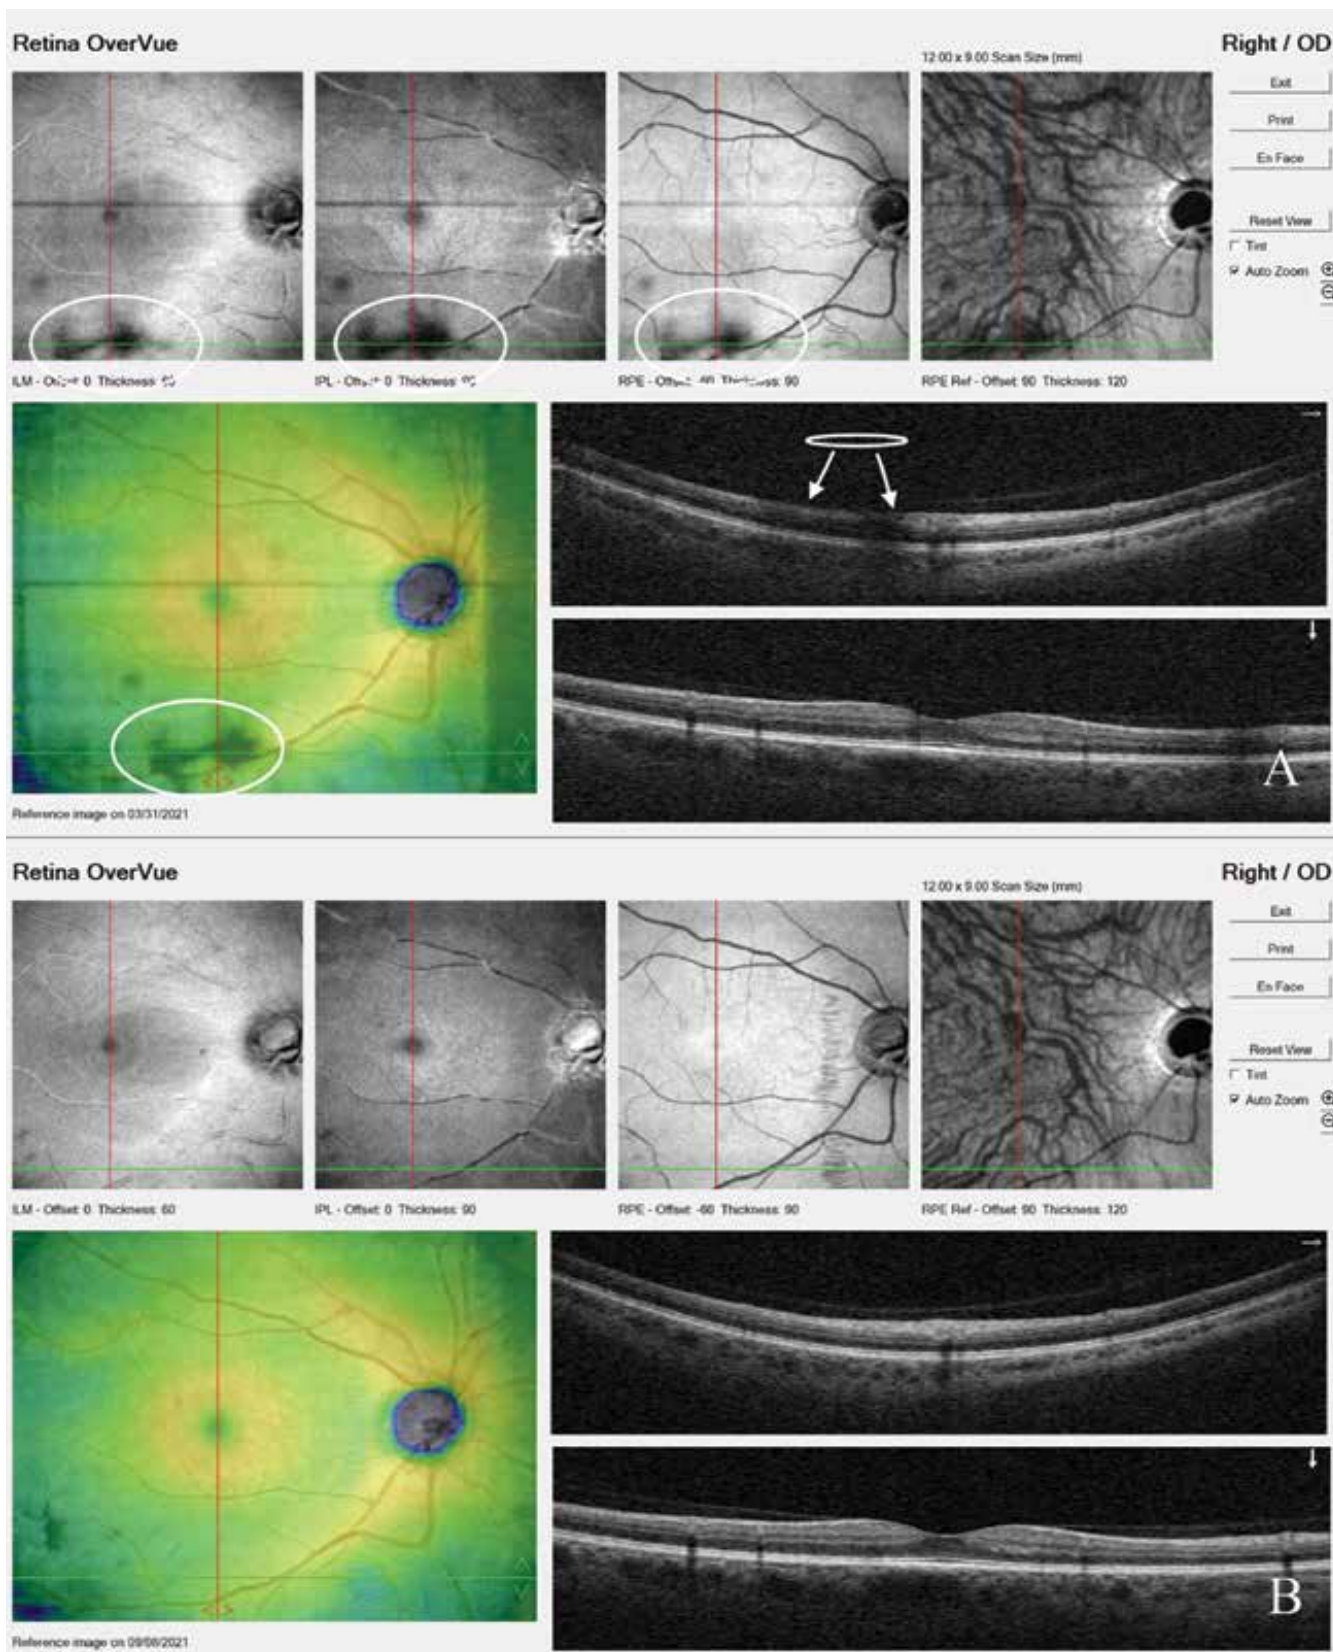 Retina OverVue
Right / OD
12.00 x 9.00 Scan Size (mm)
Exit
Print
En Face
Reset View
Tint
Auto Zoom
ILM - Offset: 0 Thickness:
IPL - Offset: 0 Thickness:
RPE - Offset: -60 Thickness: 90
RPE Ref - Offset: 90 Thickness: 120
A
Reference image on 03/31/2021
Retina OverVue
Right / OD
12.00 x 9.00 Scan Size (mm)
Exit
Print
En Face
Reset View
Tint
Auto Zoom
ILM - Offset: 0 Thickness: 60
IPL - Offset: 0 Thickness: 90
RPE - Offset: -60 Thickness: 90
RPE Ref - Offset: 90 Thickness: 120
B
Reference image on